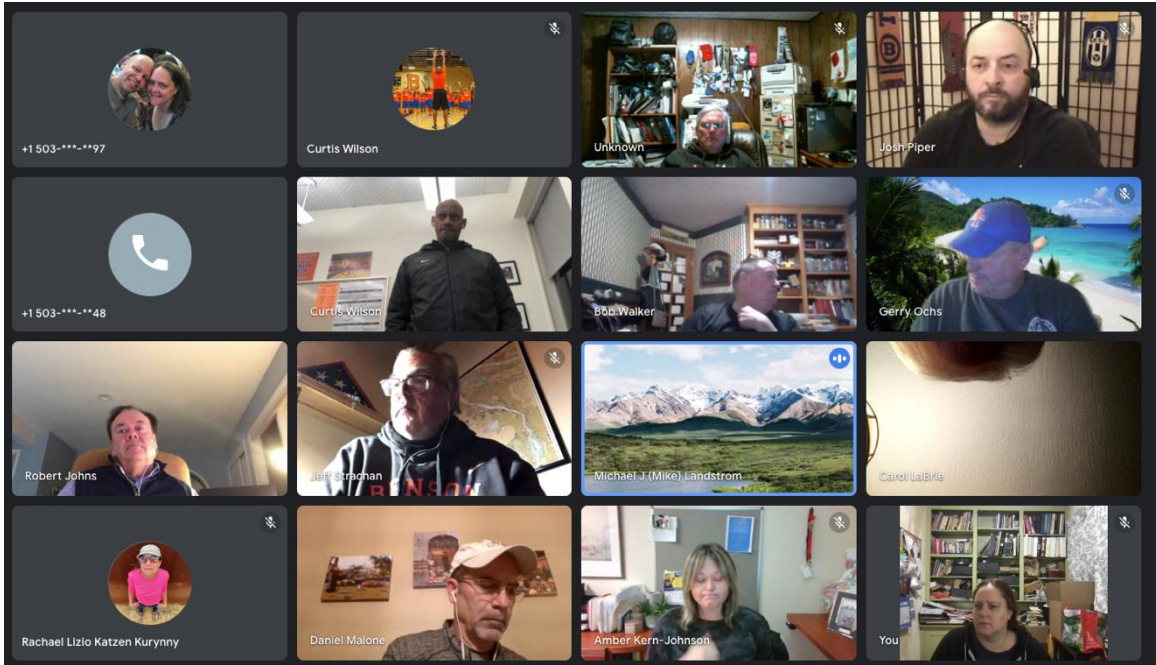 +1 503-***-**97
Curtis Wilson
B
Unknown
Josh Piper
+1 503-***-**48
Curtis Wilson
Bob Walker
Gerry Ochs
Robert Johns
Jeff Strachan
BENSON
Michael J (Mike) Landstrom
Carol LaBrie
Rachael Lizio Katzen Kurynny
Daniel Malone
Amber Kern-Johnson
You